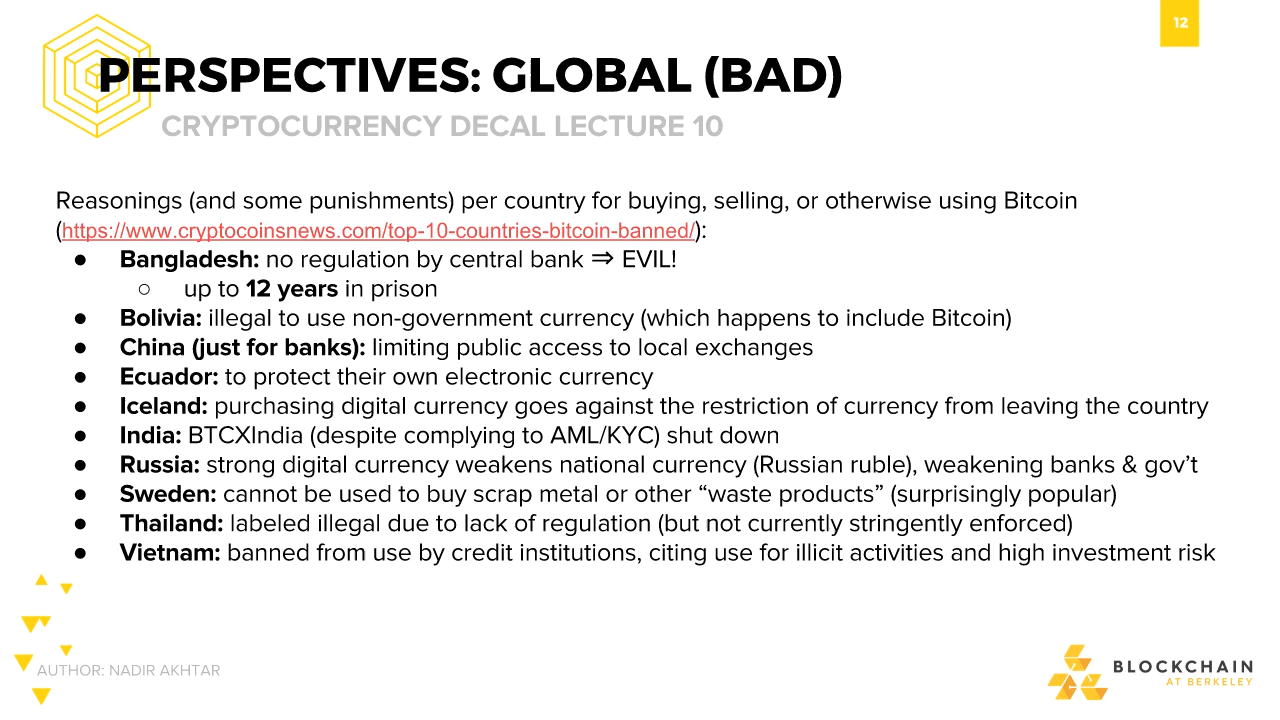 12
PERSPECTIVES: GLOBAL (BAD)
CRYPTOCURRENCY DECAL LECTURE 10
Reasonings (and some punishments) per country for buying, selling, or otherwise using Bitcoin
(https://www.cryptocoinsnews.com/top-10-countries-bitcoin-banned/):
● Bangladesh: no regulation by central bank ⇒ EVIL!
○ up to 12 years in prison
● Bolivia: illegal to use non-government currency (which happens to include Bitcoin)
● China (just for banks): limiting public access to local exchanges
● Ecuador: to protect their own electronic currency
● Iceland: purchasing digital currency goes against the restriction of currency from leaving the country
● India: BTCXIndia (despite complying to AML/KYC) shut down
● Russia: strong digital currency weakens national currency (Russian ruble), weakening banks & gov’t
● Sweden: cannot be used to buy scrap metal or other “waste products” (surprisingly popular)
● Thailand: labeled illegal due to lack of regulation (but not currently stringently enforced)
● Vietnam: banned from use by credit institutions, citing use for illicit activities and high investment risk
AUTHOR: NADIR AKHTAR
BLOCKCHAIN
AT BERKELEY